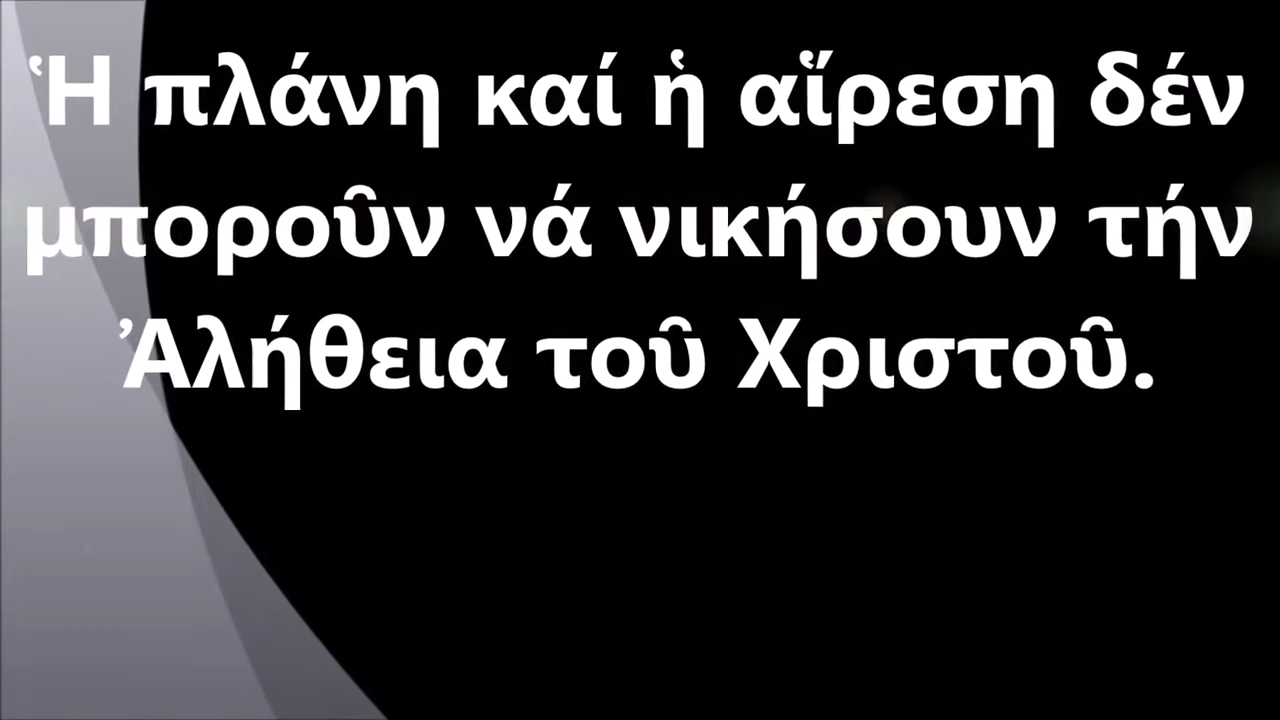 Ἡ πλάνη καί ἡ αἵρεση δέν
μποροῦν νά νικήσουν τήν
Ἀλήθεια τοῦ Χριστοῦ.